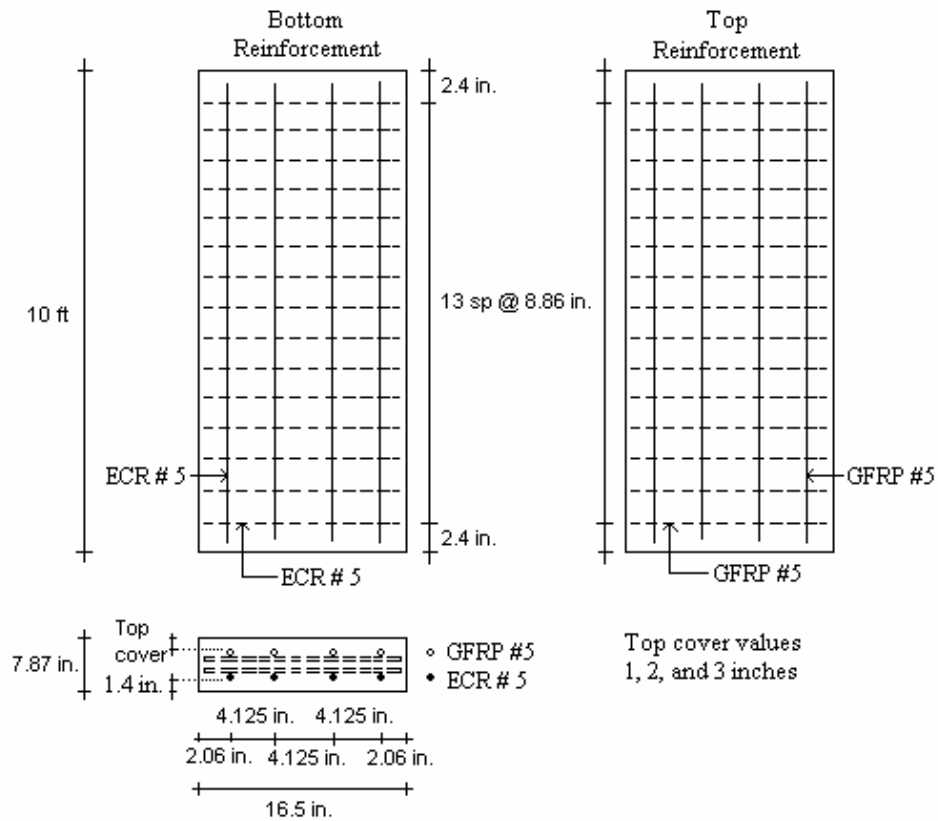 Bottom
Reinforcement
Top
Reinforcement
2.4 in.
10 ft
13 sp @ 8.86 in.
ECR # 5
GFRP #5
2.4 in.
ECR # 5
GFRP #5
Top
cover
7.87 in.
1.4 in.
GFRP #5
ECR # 5
Top cover values
1, 2, and 3 inches
4.125 in.
4.125 in.
2.06 in.
4.125 in.
2.06 in.
16.5 in.